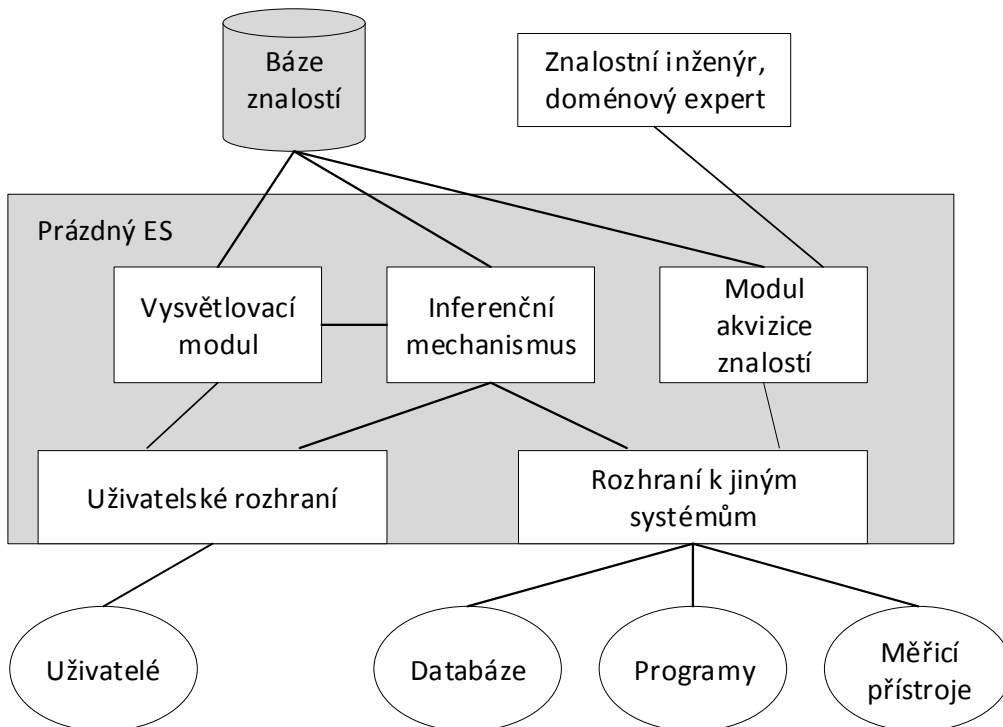 Báze
znalostí
Znalostní inženýr,
doménový expert
Prázdný ES
Vysvětlovací
modul
Inferenční
mechanismus
Modul
akvizice
znalostí
Uživatelské rozhraní
Rozhraní k jiným
systémům
Uživatelé
Databáze
Programy
Měřicí
přístroje